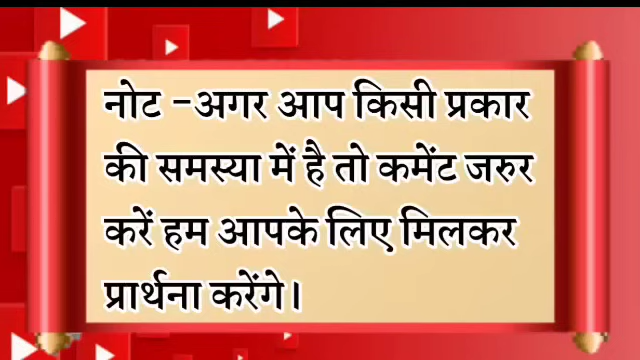 नोट -अगर आप किसी प्रकार
की समस्या में है तो कमेंट जरुर
करें हम आपके लिए मिलकर
प्रार्थना करेंगे।